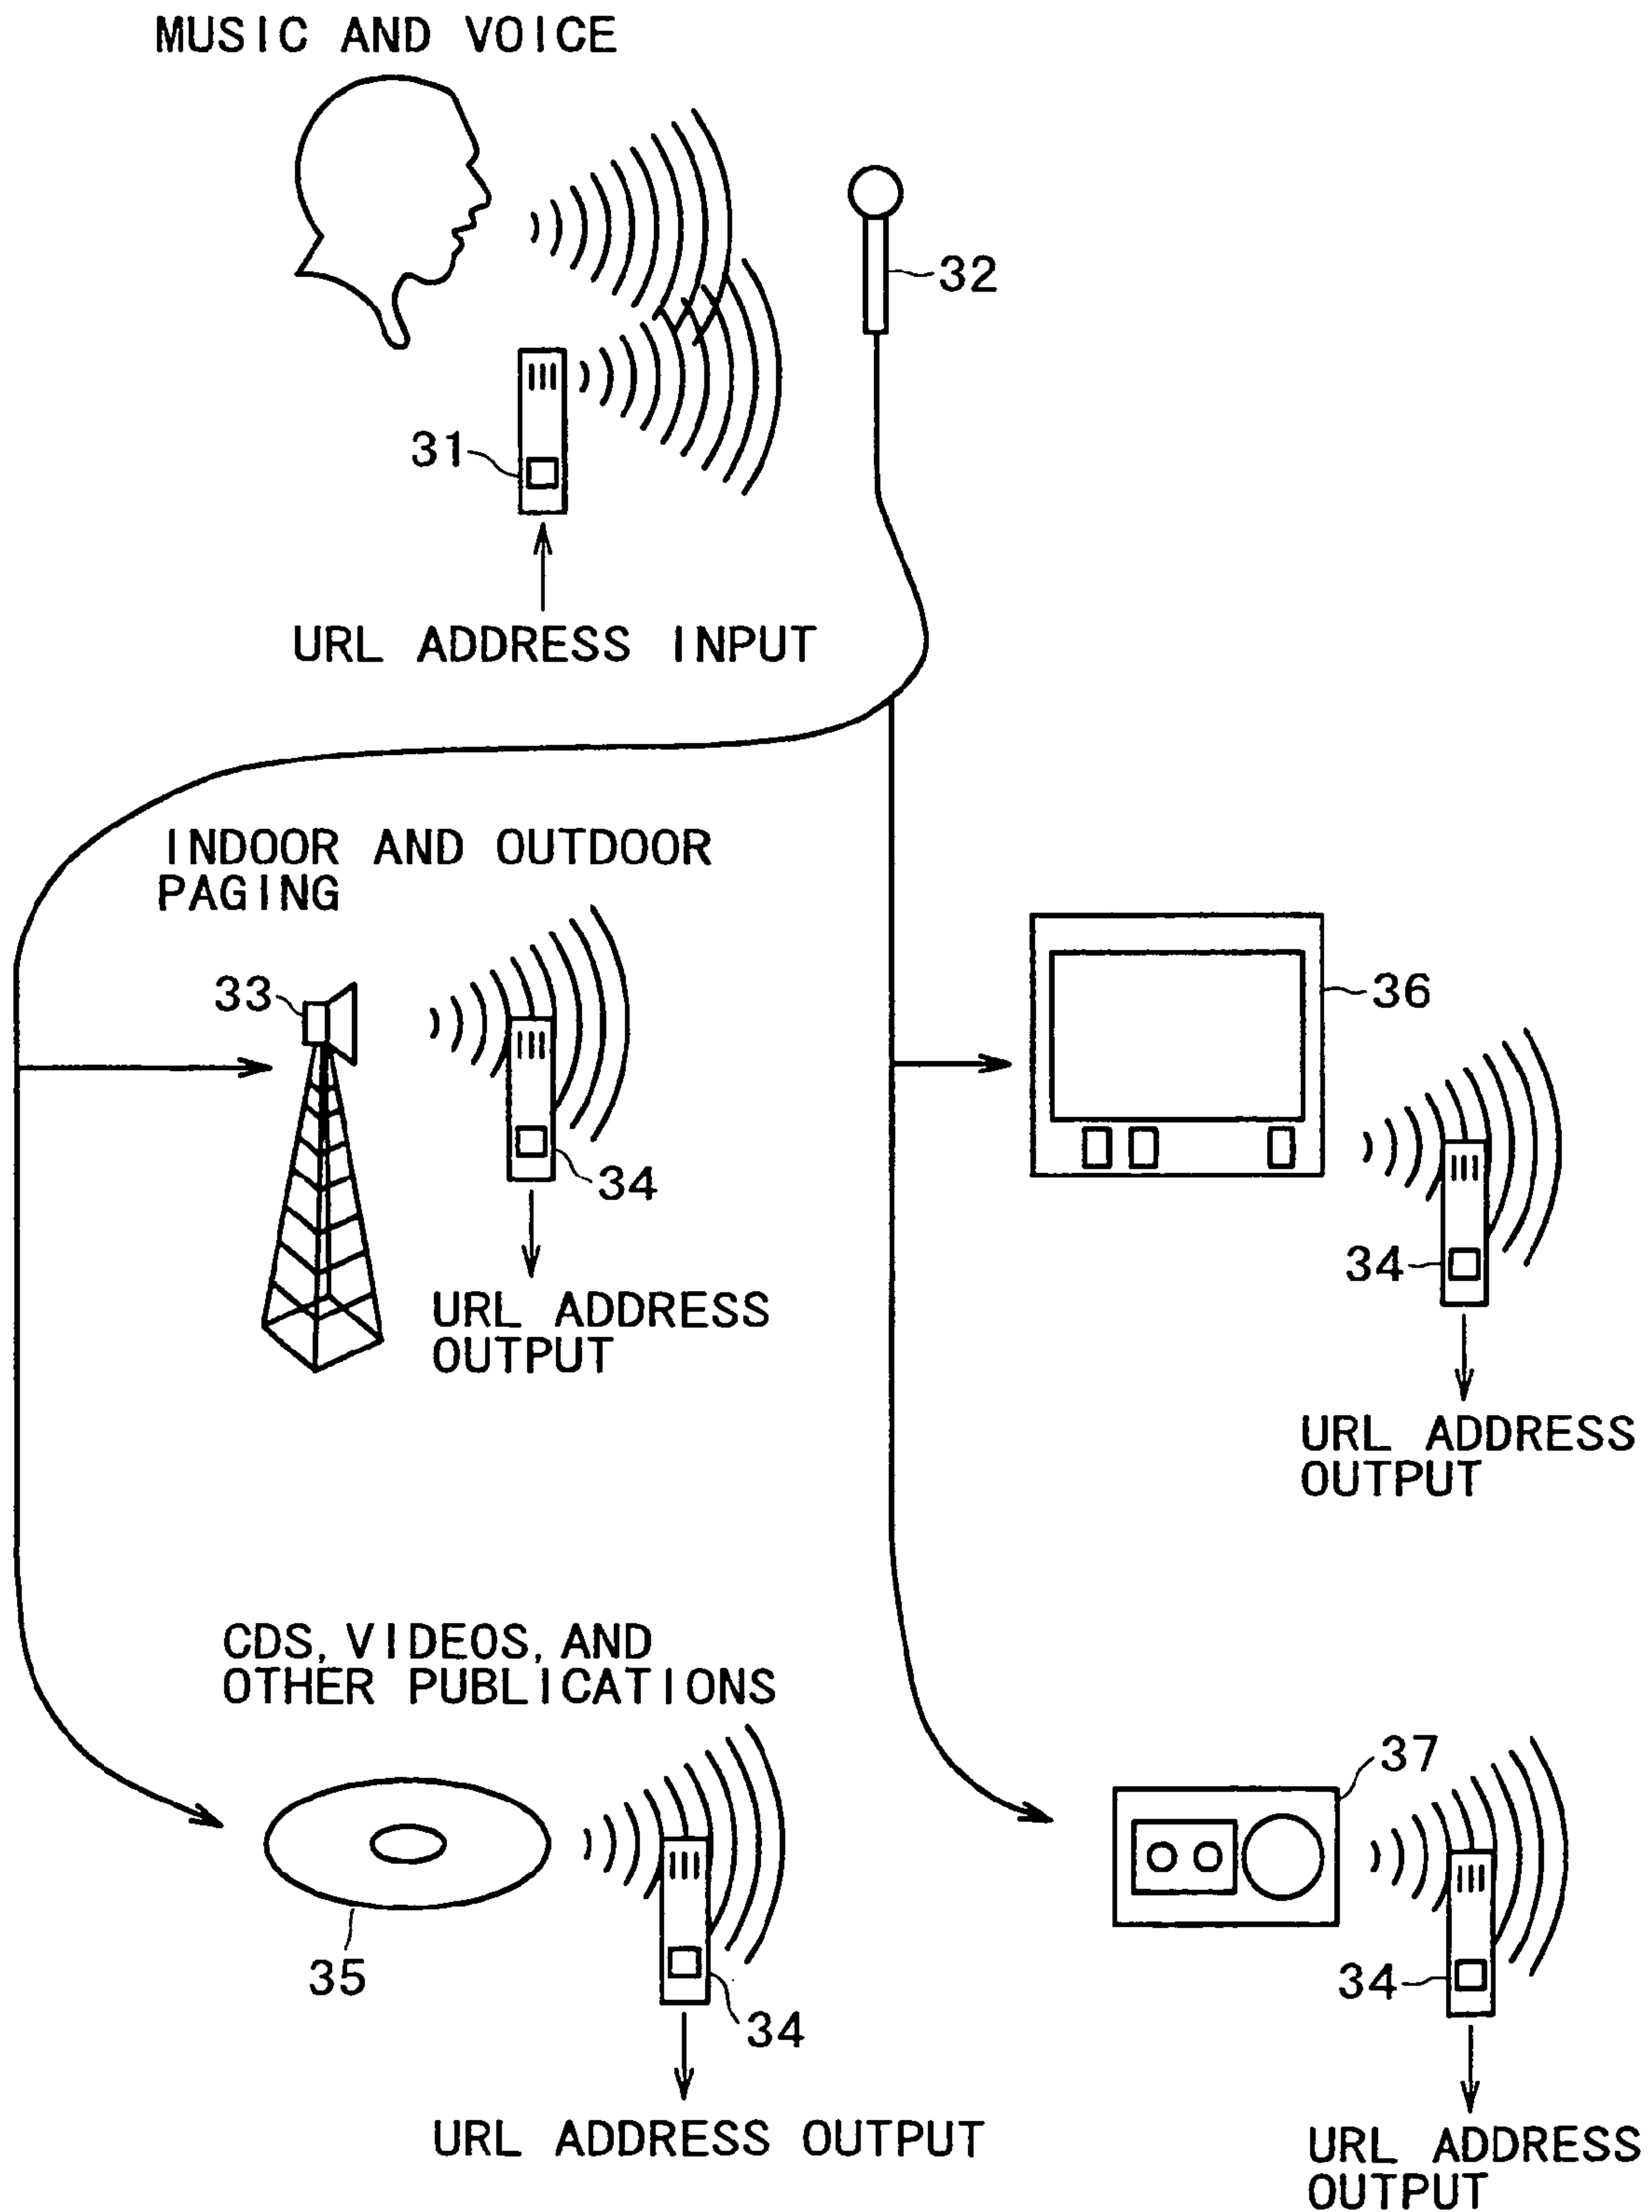 MUSIC AND VOICE
32
31
URL ADDRESS INPUT
INDOOR AND OUTDOOR
PAGING
33
34
URL ADDRESS
OUTPUT
36
34
URL ADDRESS
OUTPUT
CDS, VIDEOS, AND
OTHER PUBLICATIONS
35
34
URL ADDRESS OUTPUT
37
34
URL ADDRESS
OUTPUT